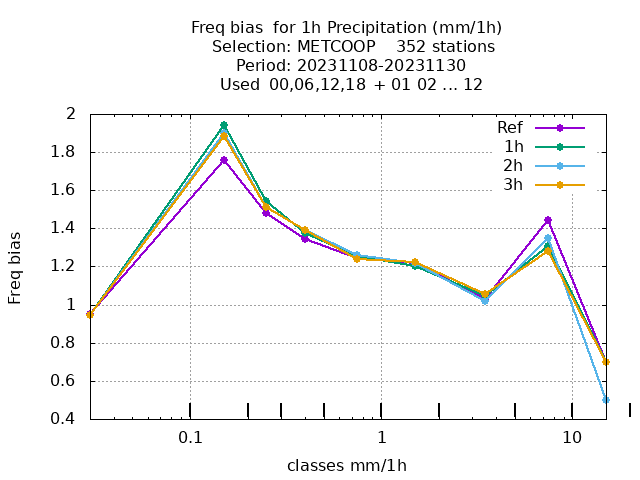 Freq bias  for 1h Precipitation (mm/1h)
Selection: METCOOP    352 stations
Period: 20231108-20231130
Used  00,06,12,18  + 01 02 ... 12
Ref
1h
2h
3h
2
1.8
1.6
1.4
1.2
1
0.8
0.6
0.4
Freq bias
0.1 1 10
classes mm/1h